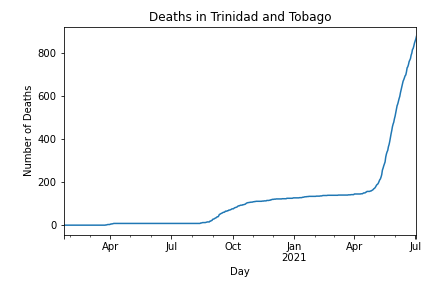 Deaths in Trinidad and Tobago
Number of Deaths
800
600
400
200
0
Apr
Jul
Oct
Jan
2021
Apr
Jul
Day